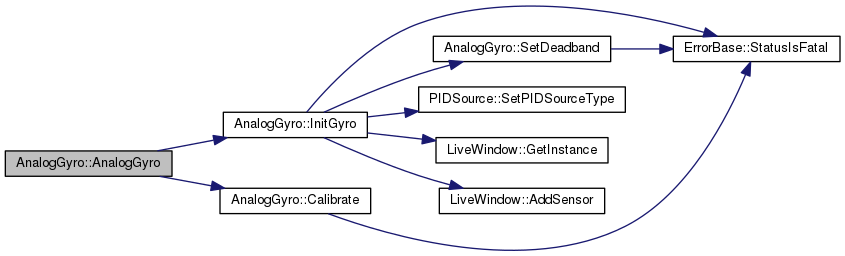 AnalogGyro::AnalogGyro
AnalogGyro::InitGyro
AnalogGyro::Calibrate
AnalogGyro::SetDeadband
PIDSource::SetPIDSourceType
LiveWindow::GetInstance
LiveWindow::AddSensor
ErrorBase::StatusIsFatal